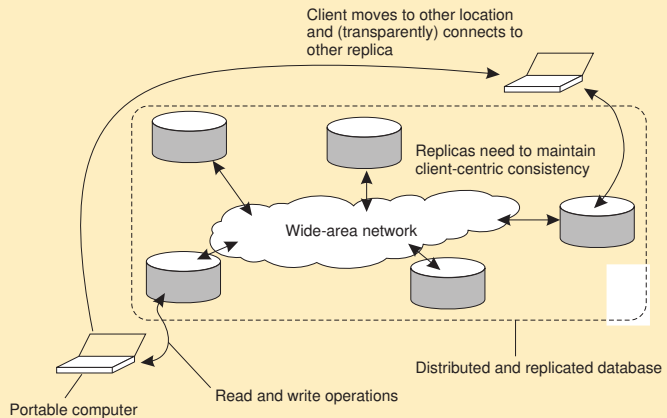 Client moves to other location
and (transparently) connects to
other replica
Replicas need to maintain
client-centric consistency
Wide-area network
Distributed and replicated database
Read and write operations
Portable computer